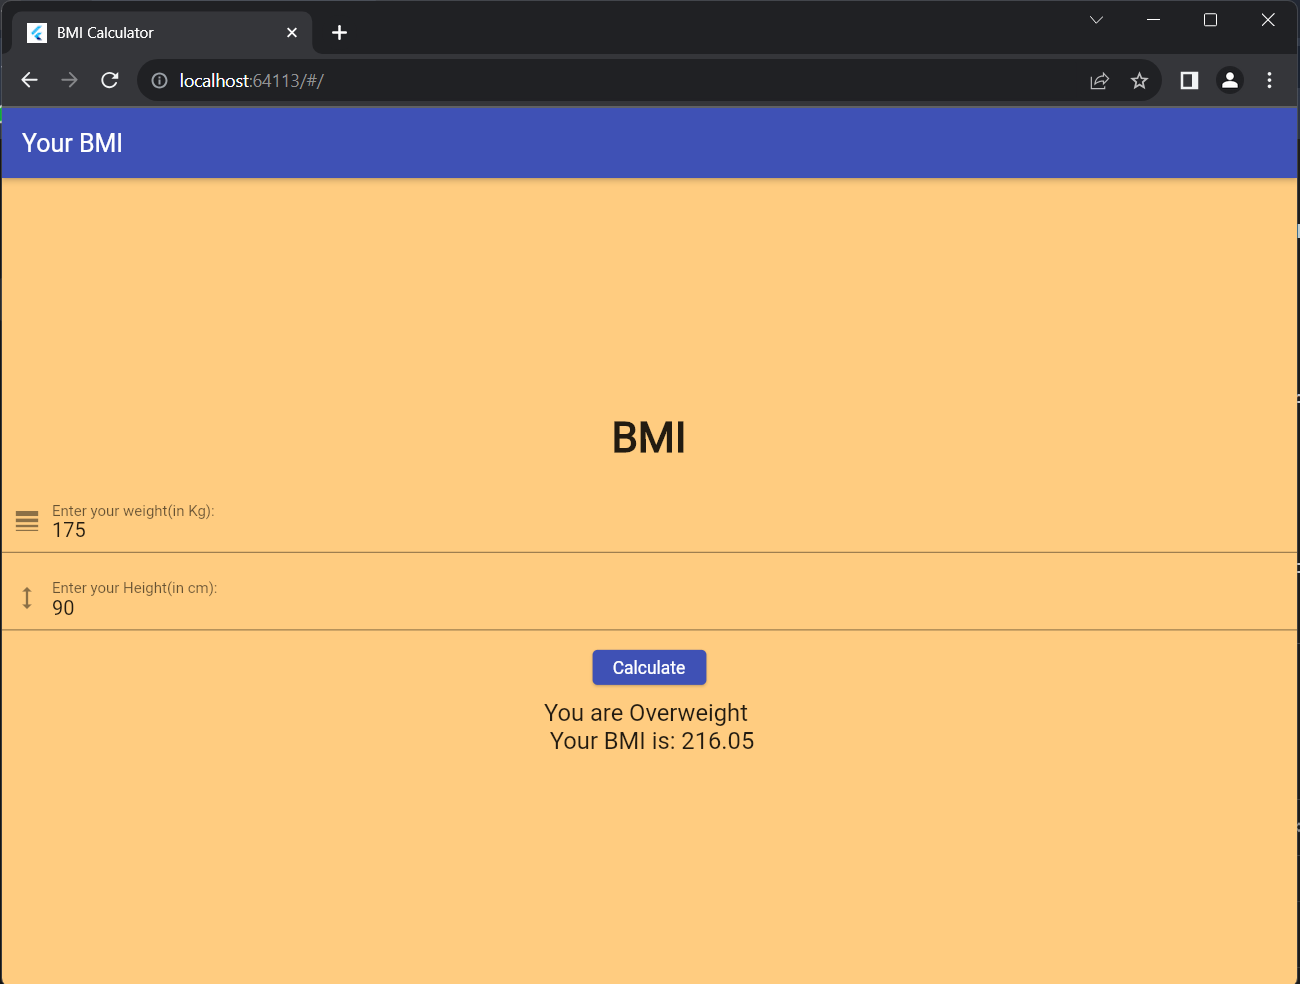 BMI Calculator
localhost:64113/#/
Your BMI
BMI
Enter your weight(in Kg):
175
Enter your Height(in cm):
90
Calculate
You are Overweight
Your BMI is: 216.05